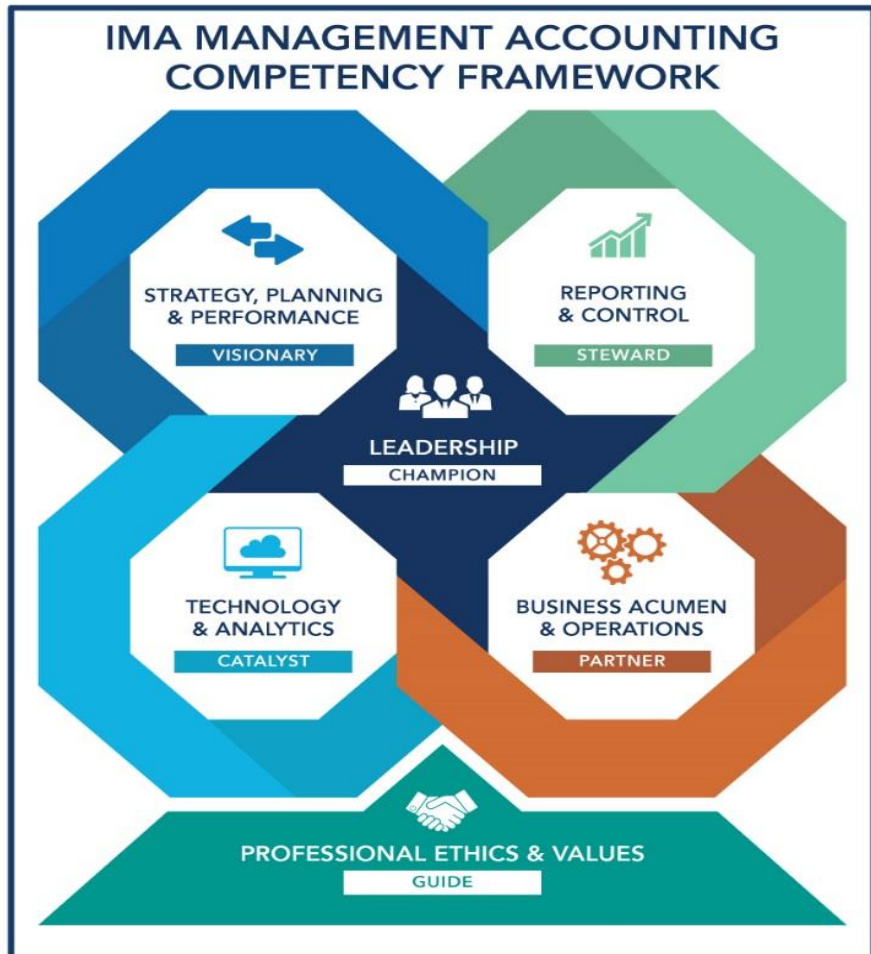 IMA MANAGEMENT ACCOUNTING
COMPETENCY FRAMEWORK
STRATEGY, PLANNING
& PERFORMANCE
VISIONARY
REPORTING
& CONTROL
STEWARD
LEADERSHIP
CHAMPION
TECHNOLOGY
& ANALYTICS
CATALYST
BUSINESS ACUMEN
& OPERATIONS
PARTNER
PROFESSIONAL ETHICS & VALUES
GUIDE